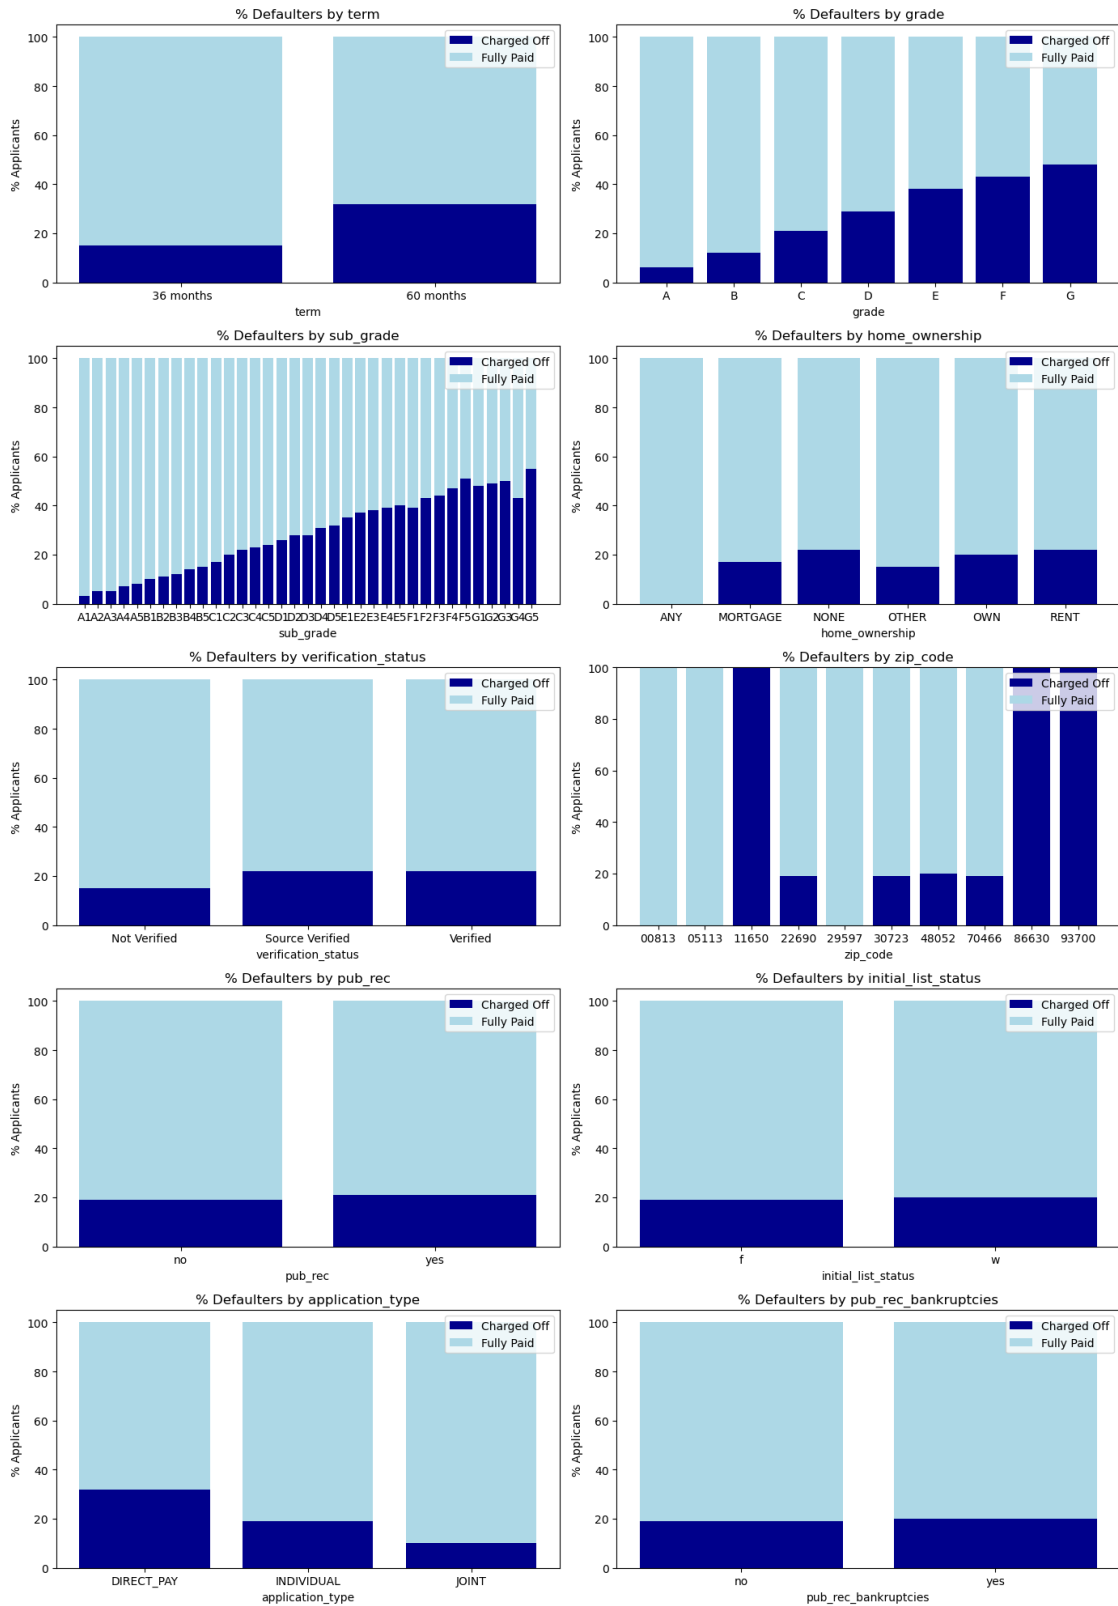 % Defaulters by term
% Applicants
100
80
60
40
20
0
Charged Off
Fully Paid
36 months
60 months
term
% Defaulters by grade
% Applicants
100
80
60
40
20
0
Charged Off
Fully Paid
A
B
C
D
E
F
G
grade
% Defaulters by sub_grade
% Applicants
100
80
60
40
20
0
Charged Off
Fully Paid
A1A2A3A4A5B1B2B3B4B5C1C2C3C4C5D1D2D3D4D5E1E2E3E4E5F1F2F3F4F5G1G2G3G4G5
sub_grade
% Defaulters by home_ownership
% Applicants
100
80
60
40
20
0
Charged Off
Fully Paid
ANY
MORTGAGE
NONE
OTHER
OWN
RENT
home_ownership
% Defaulters by verification_status
% Applicants
100
80
60
40
20
0
Charged Off
Fully Paid
Not Verified
Source Verified
Verified
verification_status
% Defaulters by zip_code
% Applicants
100
80
60
40
20
0
Charged Off
Fully Paid
00813
05113
11650
22690
29597
30723
48052
70466
86630
93700
zip_code
% Defaulters by pub_rec
% Applicants
100
80
60
40
20
0
Charged Off
Fully Paid
no
yes
pub_rec
% Defaulters by initial_list_status
% Applicants
100
80
60
40
20
0
Charged Off
Fully Paid
f
w
initial_list_status
% Defaulters by application_type
% Applicants
100
80
60
40
20
0
Charged Off
Fully Paid
DIRECT_PAY
INDIVIDUAL
JOINT
application_type
% Defaulters by pub_rec_bankruptcies
% Applicants
100
80
60
40
20
0
Charged Off
Fully Paid
no
yes
pub_rec_bankruptcies